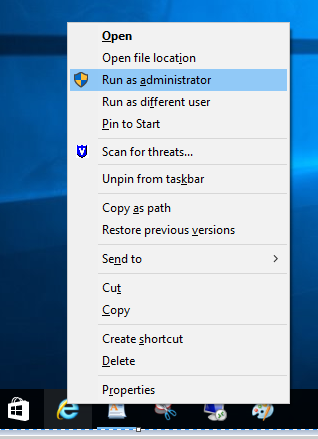 Open
Open file location
Run as administrator
Run as different user
Pin to Start
Scan for threats...
Unpin from taskbar
Copy as path
Restore previous versions
Send to
Cut
Copy
Create shortcut
Delete
Properties